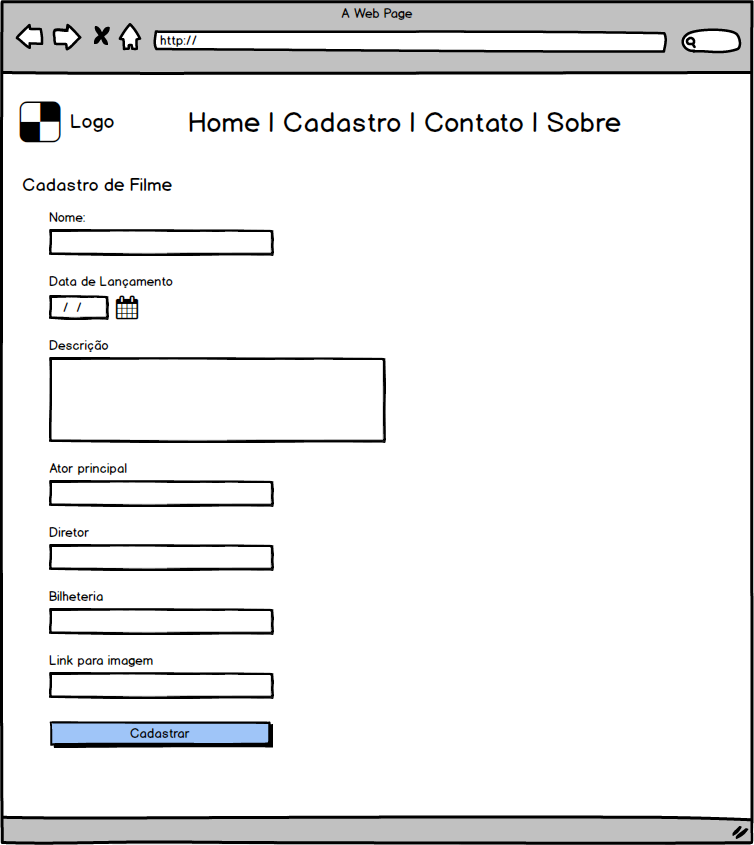 A Web Page
http://
Logo
Home | Cadastro | Contato | Sobre
Cadastro de Filme
Nome:
Data de Lançamento
/ /
Descrição
Ator principal
Diretor
Bilheteria
Link para imagem
Cadastrar